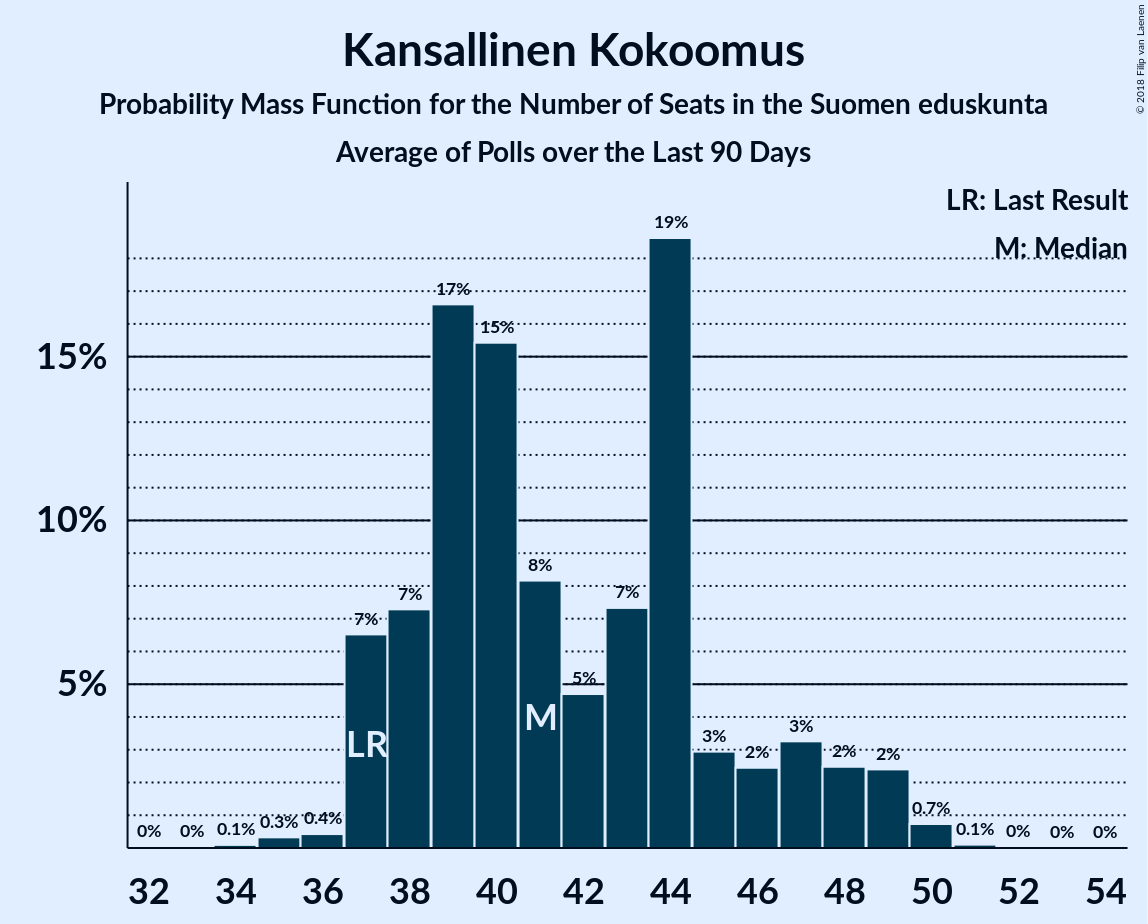 Kansallinen Kokoomus
Probability Mass Function for the Number of Seats in the Suomen eduskunta
Average of Polls over the Last 90 Days
© 2018 Filip van Laenen
LR: Last Result
M: Median
15%
10%
5%
0%
0%
0.1%
0.3%
0.4%
7%
7%
17%
15%
8%
5%
7%
19%
3%
2%
3%
2%
2%
0.7%
0.1%
0%
0%
0%
LR
M
32 34 36 38 40 42 44 46 48 50 52 54